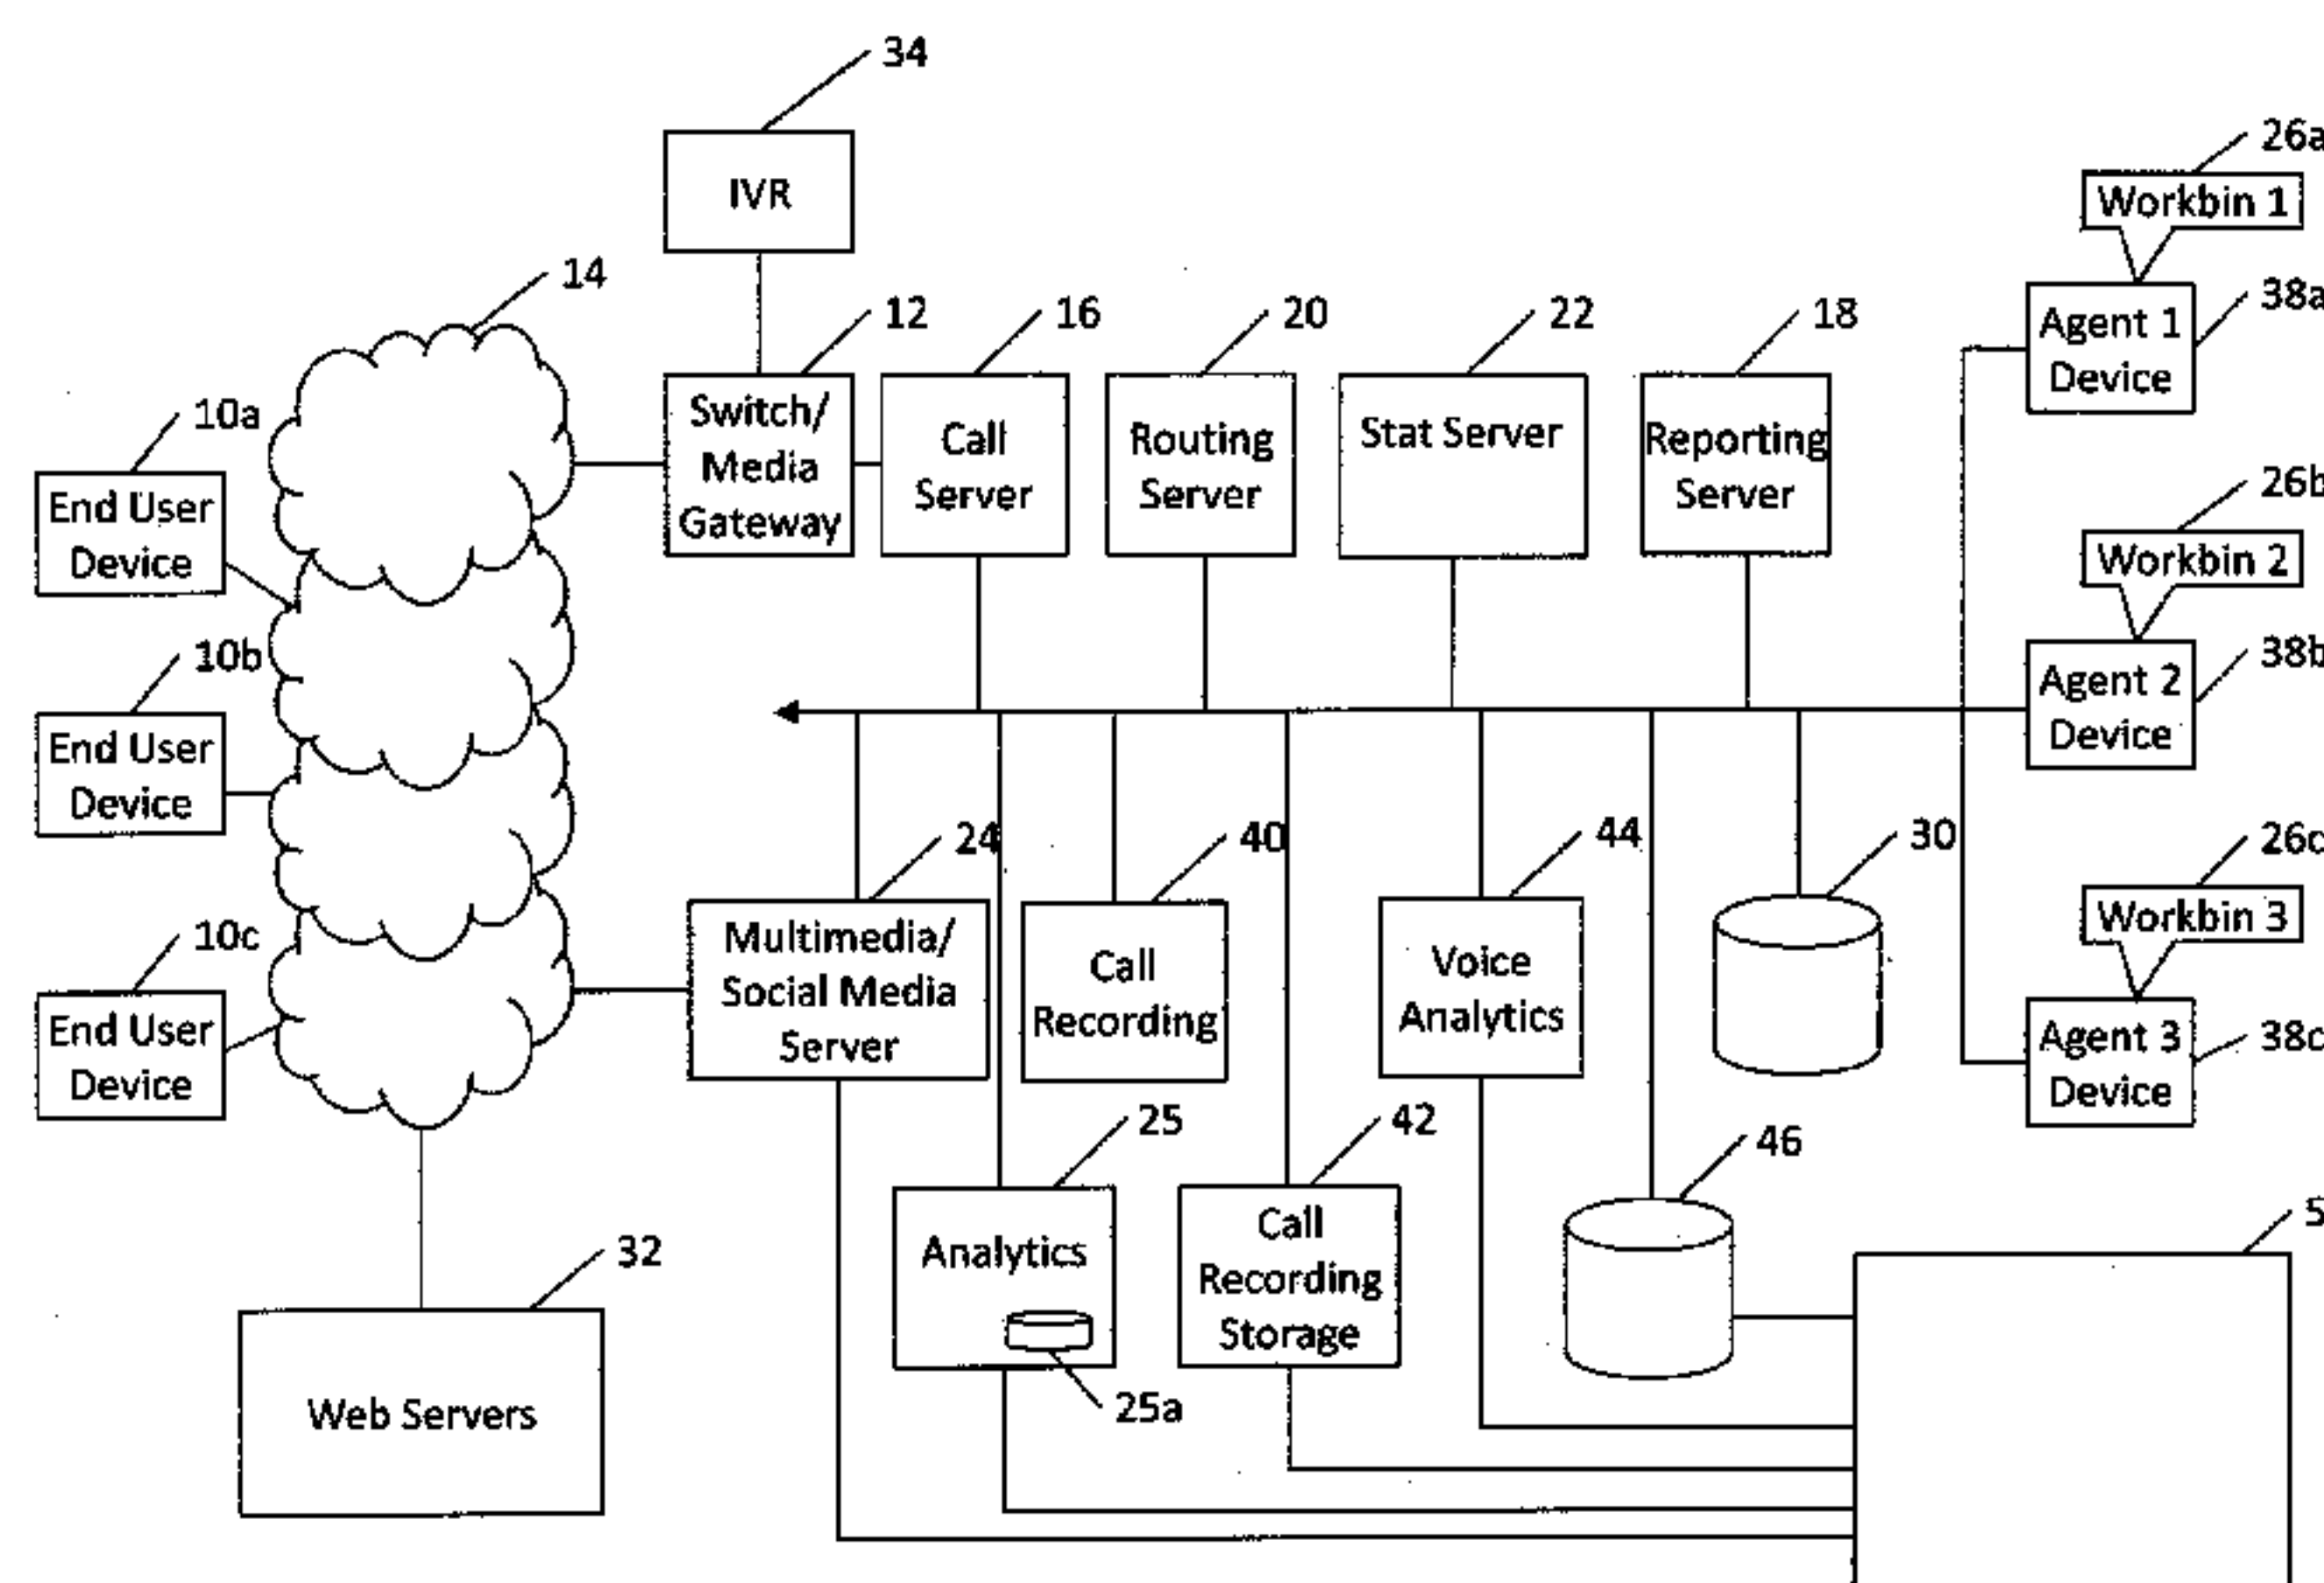 34
IVR
26a
Workbin 1
14
12
16
20
22
18
38a
Agent 1
Device
Switch/
Media
Gateway
Call
Server
Routing
Server
Stat Server
Reporting
Server
10a
End User
Device
26b
Workbin 2
10b
End User
Device
38b
Agent 2
Device
24
40
44
30
26c
Workbin 3
10c
End User
Device
Multimedia/
Social Media
Server
Call
Recording
Voice
Analytics
38c
Agent 3
Device
25
42
46
5
32
Web Servers
Analytics
25a
Call
Recording
Storage